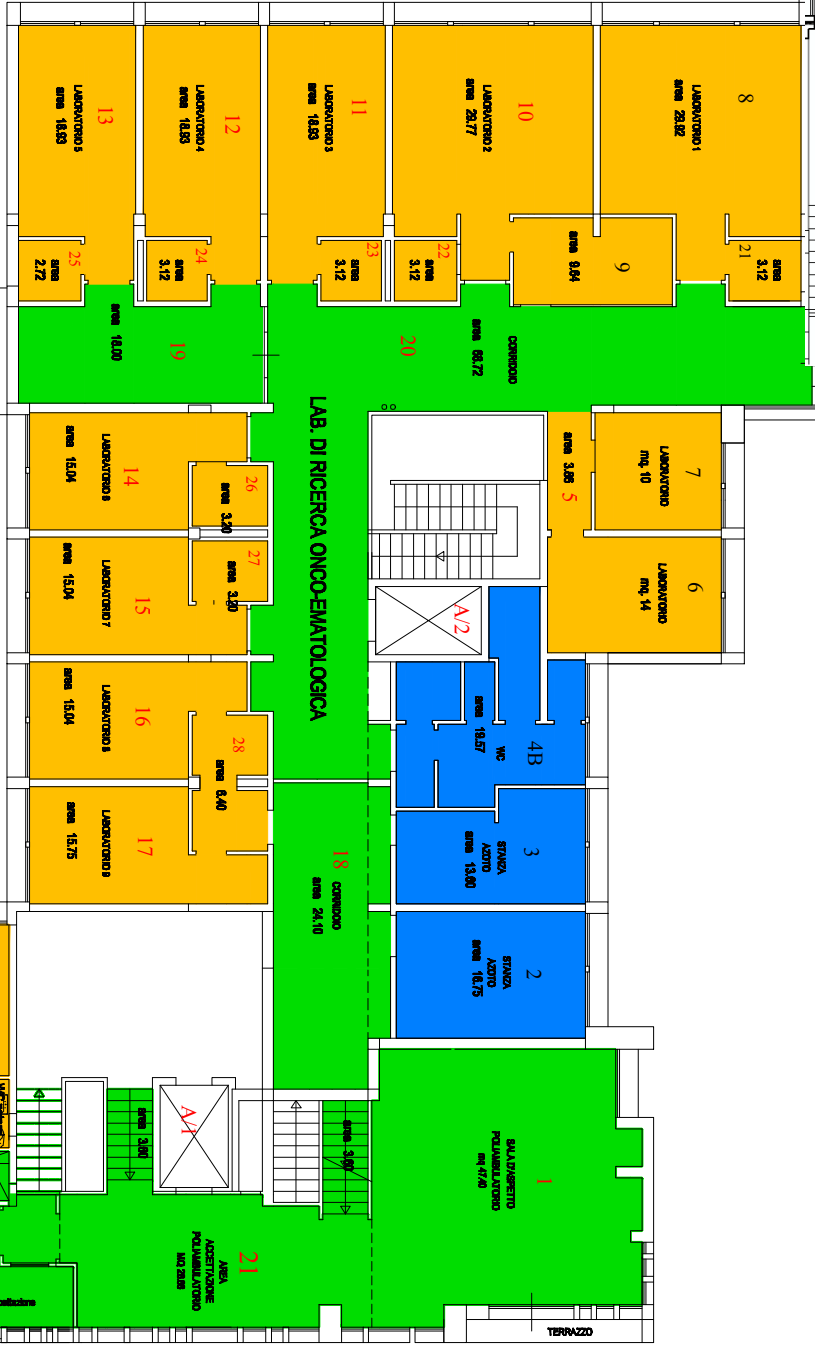 8
LABORATORIO 1
area 29.92
21
area
3.12
10
LABORATORIO 2
area 29.77
9
area 9.64
22
area
3.12
11
LABORATORIO 3
area 18.93
23
area
3.12
12
LABORATORIO 4
area 18.93
24
area
3.12
13
LABORATORIO 5
area 18.93
25
area
2.72
19
area 18.00
20
CORRIDOIO
area 68.72
LAB. DI RICERCA ONCO-EMATOLOGICA
7
LABORATORIO
mq. 10
5
area 3.86
6
LABORATORIO
mq. 14
14
LABORATORIO 6
area 15.04
26
area 3.20
27
area 3.20
15
LABORATORIO 7
area 15.04
16
LABORATORIO 8
area 15.04
28
area 6.40
17
LABORATORIO 9
area 15.75
A/2
4B
WC
area 19.57
3
STANZA
AZOTO
area 13.60
2
STANZA
AZOTO
area 16.75
18
CORRIDOIO
area 24.10
1
SALA D'ASPETTO
POLIAMBULATORIO
mq 47.40
A/1
area 3.60
area 3.60
21
AREA
ACCETTAZIONE
POLIAMBULATORIO
TERRAZZO